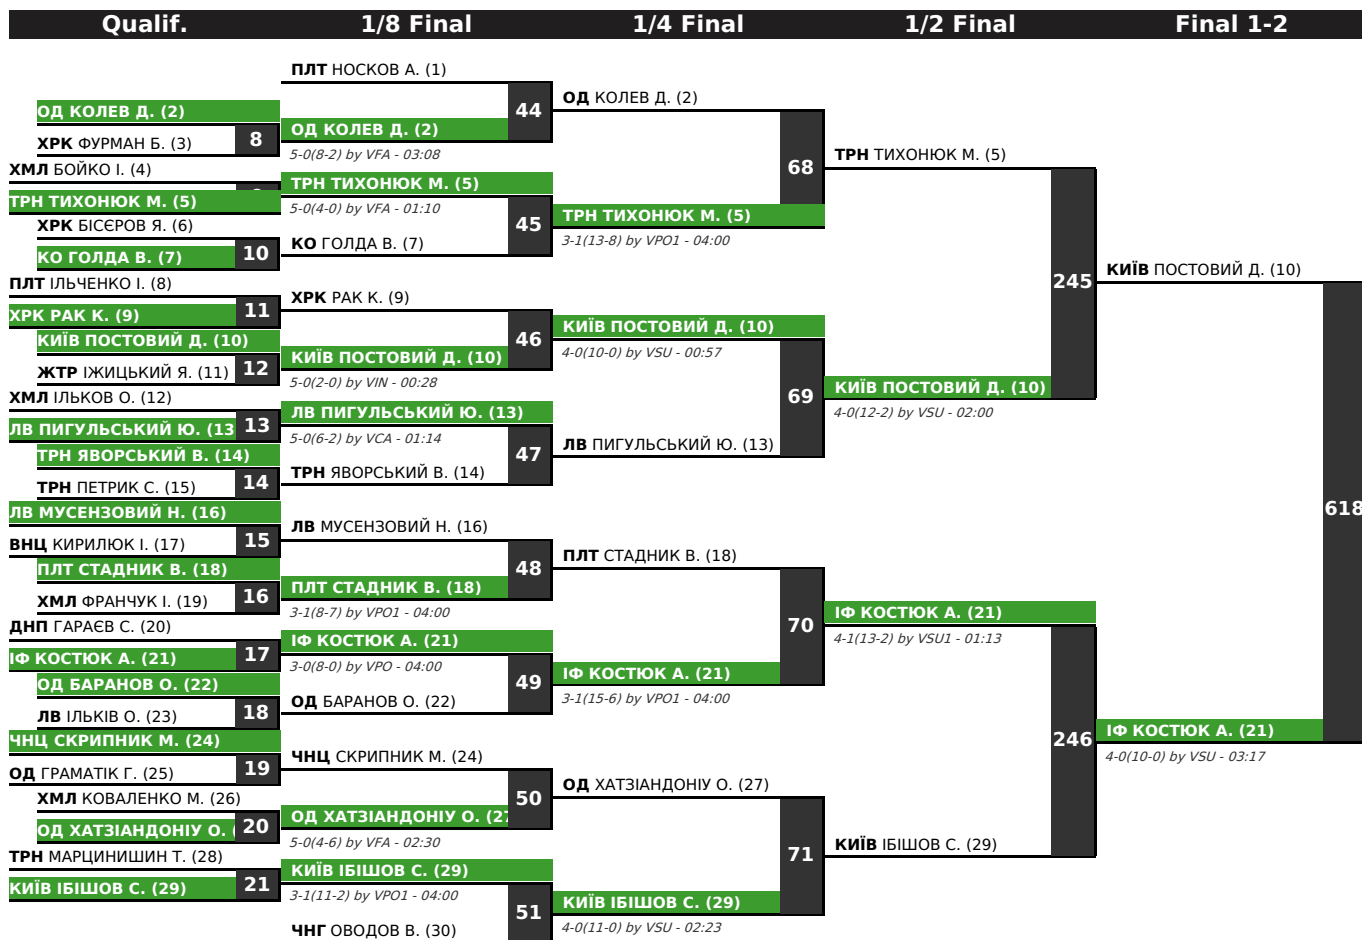 Qualif.
1/8 Final
1/4 Final
1/2 Final
Final 1-2
ОД КОЛЕВ Д. (2)
ХРК ФУРМАН Б. (3)
8
ХМЛ БОЙКО І. (4)
ТРН ТИХОНЮК М. (5)
ХРК БІСЄРОВ Я. (6)
КО ГОЛДА В. (7)
10
ПЛТ ІЛЬЧЕНКО І. (8)
ХРК РАК К. (9)
11
КИЇВ ПОСТОВИЙ Д. (10)
ЖТР ІЖИЦЬКИЙ Я. (11)
12
ХМЛ ІЛЬКОВ О. (12)
ЛВ ПИГУЛЬСЬКИЙ Ю. (13
13
ТРН ЯВОРСЬКИЙ В. (14)
ТРН ПЕТРИК С. (15)
14
ЛВ МУСЕНЗОВИЙ Н. (16)
ВНЦ КИРИЛЮК І. (17)
15
ПЛТ СТАДНИК В. (18)
ХМЛ ФРАНЧУК І. (19)
16
ДНП ГАРАЄВ С. (20)
ІФ КОСТЮК А. (21)
17
ОД БАРАНОВ О. (22)
ЛВ ІЛЬКІВ О. (23)
18
ЧНЦ СКРИПНИК М. (24)
ОД ГРАМАТІК Г. (25)
19
ХМЛ КОВАЛЕНКО М. (26)
ОД ХАТЗІАНДОНІУ О. (
20
ТРН МАРЦИНИШИН Т. (28)
КИЇВ ІБІШОВ С. (29)
21
ПЛТ НОСКОВ А. (1)
44
ОД КОЛЕВ Д. (2)
5-0(8-2) by VFA - 03:08
ТРН ТИХОНЮК М. (5)
5-0(4-0) by VFA - 01:10
45
КО ГОЛДА В. (7)
ХРК РАК К. (9)
46
КИЇВ ПОСТОВИЙ Д. (10)
5-0(2-0) by VIN - 00:28
ЛВ ПИГУЛЬСЬКИЙ Ю. (13)
5-0(6-2) by VCA - 01:14
47
ТРН ЯВОРСЬКИЙ В. (14)
ЛВ МУСЕНЗОВИЙ Н. (16)
48
ПЛТ СТАДНИК В. (18)
3-1(8-7) by VPO1 - 04:00
ІФ КОСТЮК А. (21)
3-0(8-0) by VPO - 04:00
49
ОД БАРАНОВ О. (22)
ЧНЦ СКРИПНИК М. (24)
50
ОД ХАТЗІАНДОНІУ О. (27
5-0(4-6) by VFA - 02:30
КИЇВ ІБІШОВ С. (29)
3-1(11-2) by VPO1 - 04:00
51
ЧНГ ОВОДОВ В. (30)
ОД КОЛЕВ Д. (2)
68
ТРН ТИХОНЮК М. (5)
3-1(13-8) by VPO1 - 04:00
КИЇВ ПОСТОВИЙ Д. (10)
4-0(10-0) by VSU - 00:57
69
ЛВ ПИГУЛЬСЬКИЙ Ю. (13)
ПЛТ СТАДНИК В. (18)
70
ІФ КОСТЮК А. (21)
3-1(15-6) by VPO1 - 04:00
ОД ХАТЗІАНДОНІУ О. (27)
71
КИЇВ ІБІШОВ С. (29)
4-0(11-0) by VSU - 02:23
ТРН ТИХОНЮК М. (5)
245
КИЇВ ПОСТОВИЙ Д. (10)
4-0(12-2) by VSU - 02:00
ІФ КОСТЮК А. (21)
4-1(13-2) by VSU1 - 01:13
246
КИЇВ ІБІШОВ С. (29)
КИЇВ ПОСТОВИЙ Д. (10)
618
ІФ КОСТЮК А. (21)
4-0(10-0) by VSU - 03:17